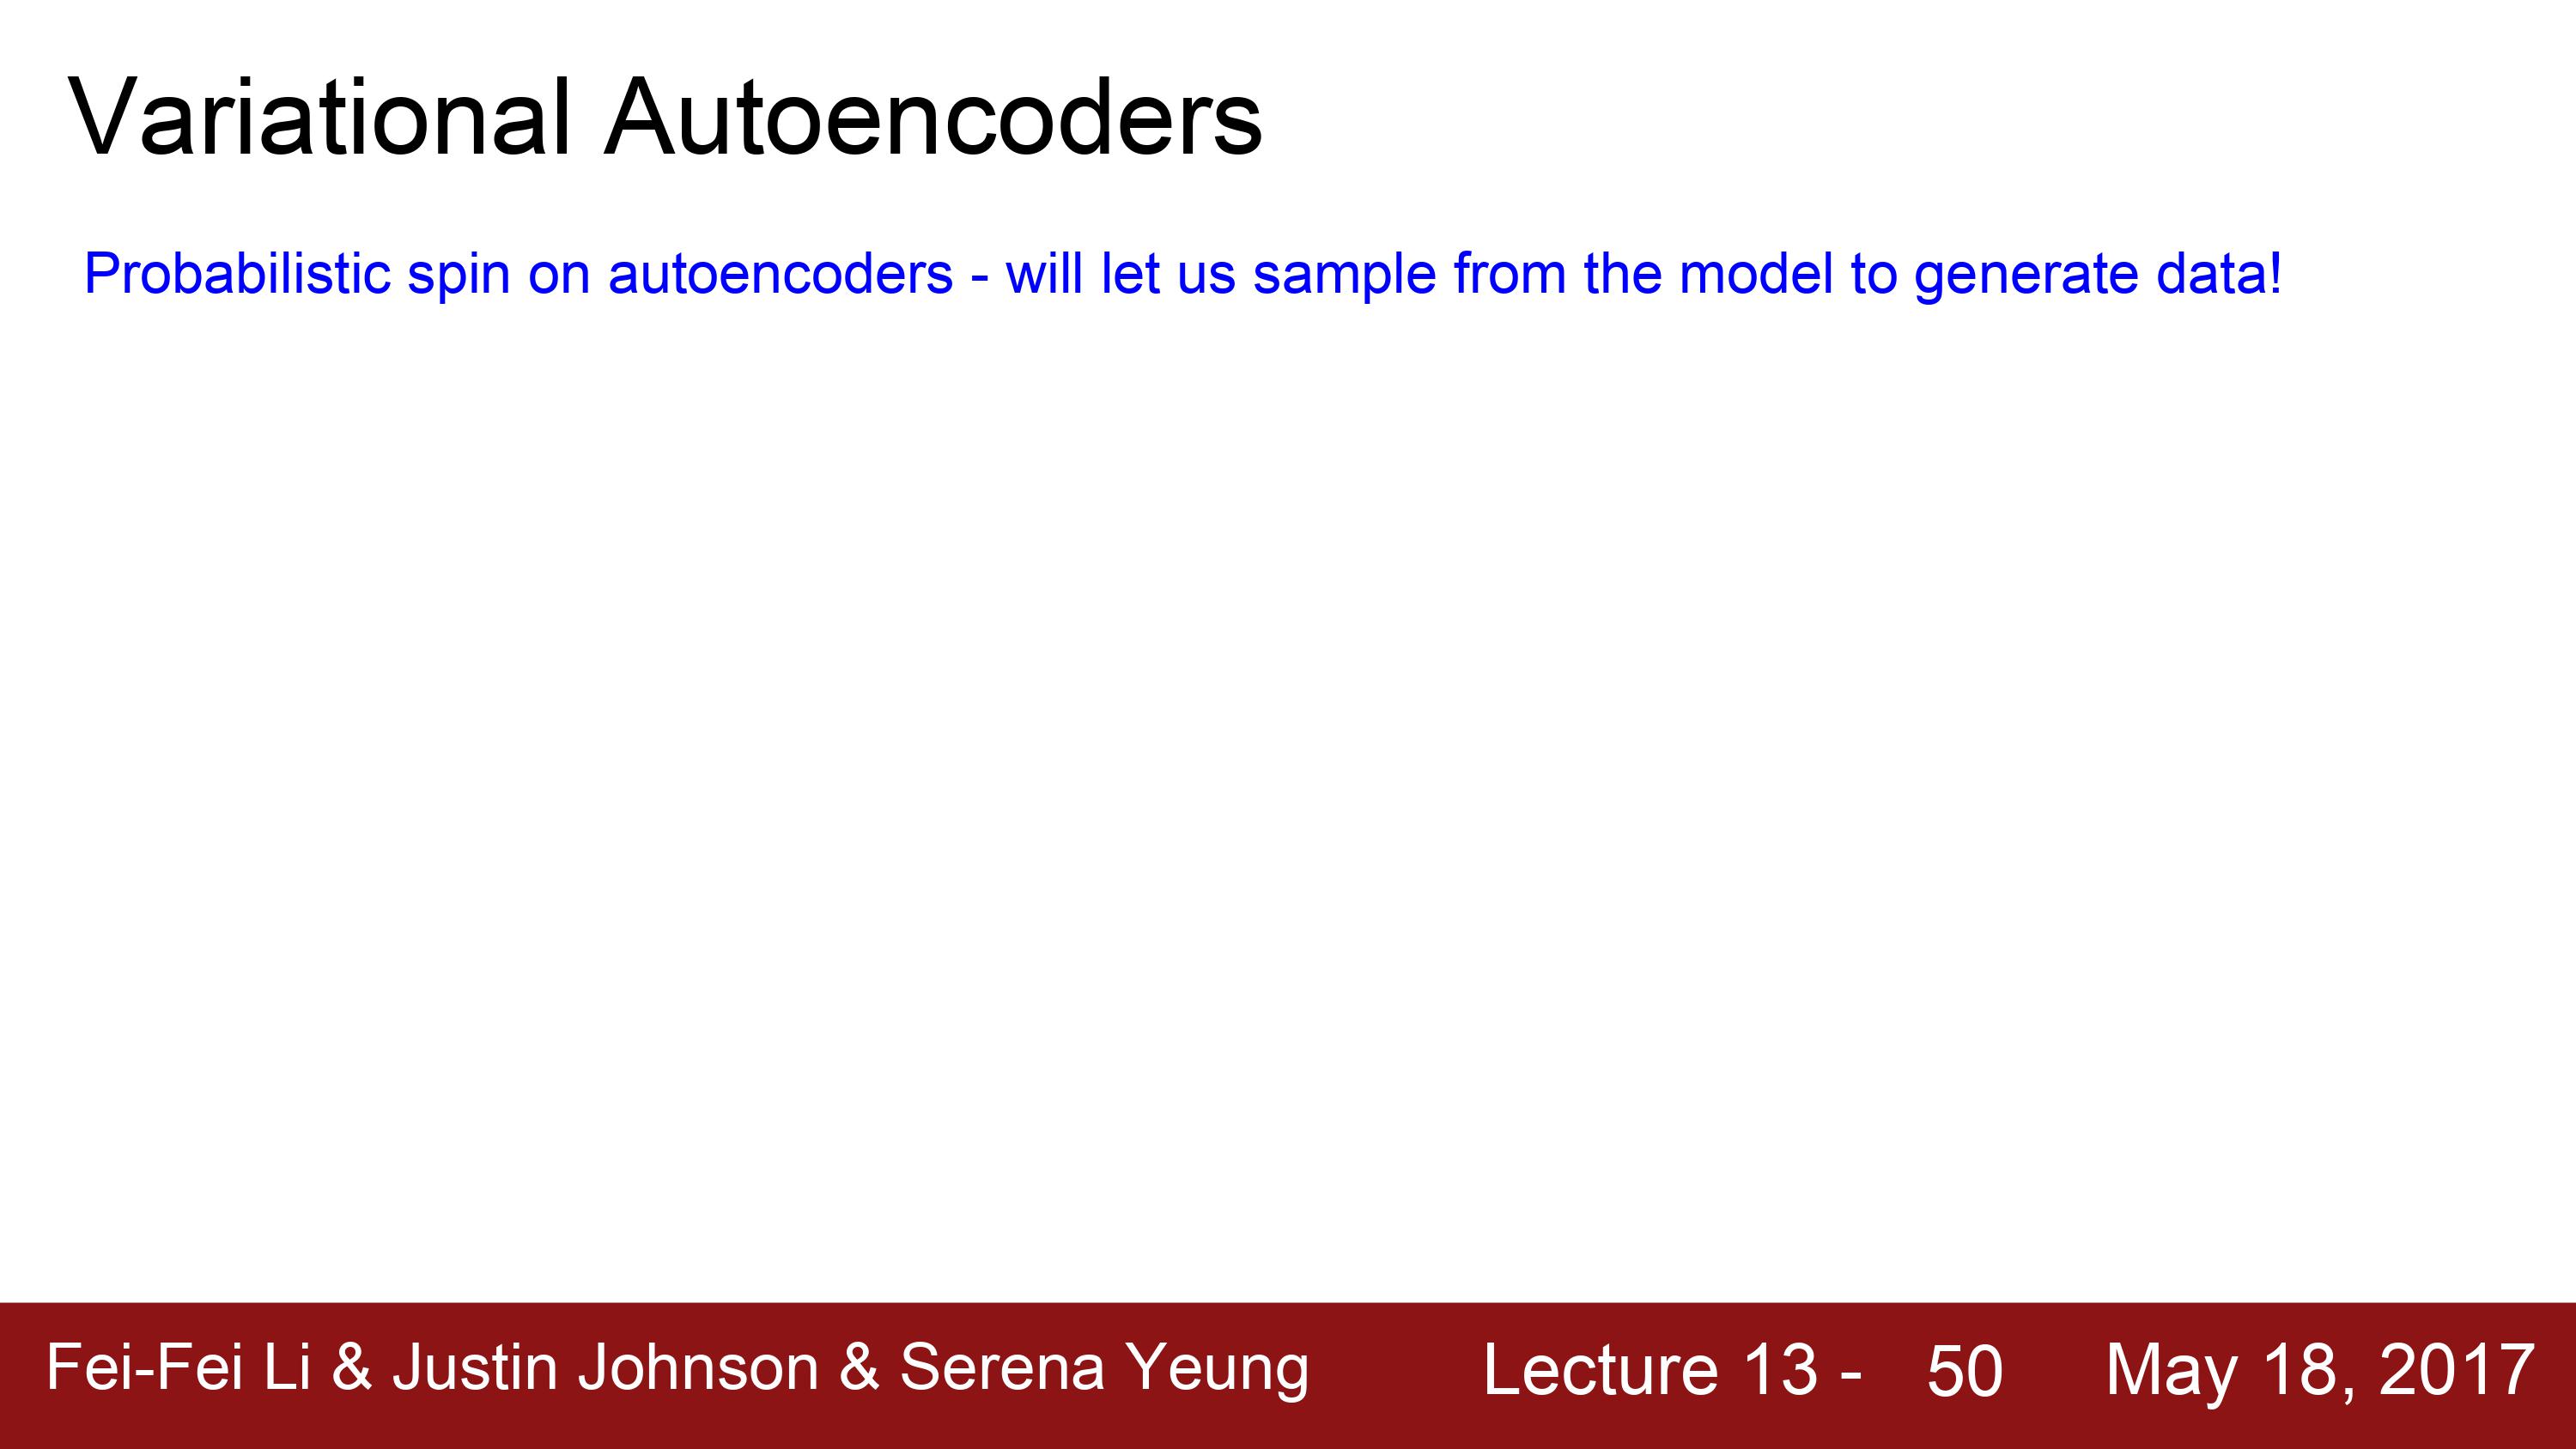 Variational Autoencoders
Probabilistic spin on autoencoders - will let us sample from the model to generate data!
Fei-Fei Li & Justin Johnson & Serena Yeung Lecture 13 - 50 May 18, 2017